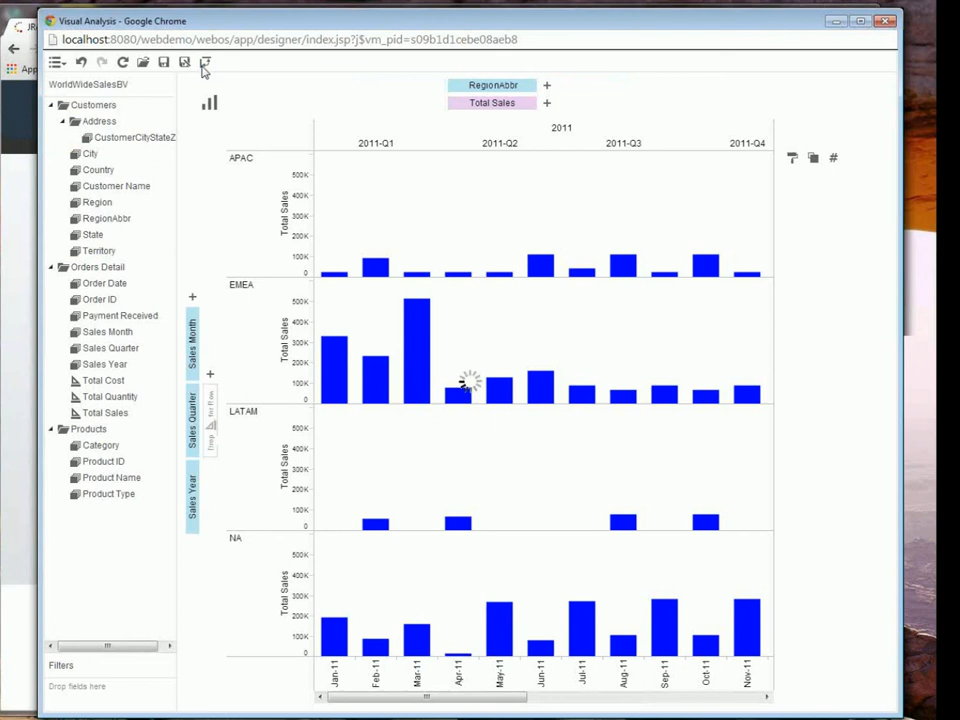 Visual Analysis - Google Chrome
localhost:8080/webdemo/webos/app/designer/index.jsp?j$vm_pid=s09b1d1cebe08aeb8
App
WorldWideSalesBV
Customers
Address
CustomerCityStateZ
City
Country
Customer Name
Region
RegionAbbr
State
Territory
Orders Detail
Order Date
Order ID
Payment Received
Sales Month
Sales Quarter
Sales Year
Total Cost
Total Quantity
Total Sales
Products
Category
Product ID
Product Name
Product Type
Filters
Drop fields here
Sales Month
Sales Quarter
Sales Year
Drop for Row
RegionAbbr
Total Sales
2011
2011-Q1 2011-Q2 2011-Q3 2011-Q4
APAC
Total Sales
500K
400K
300K
200K
100K
0
EMEA
Total Sales
500K
400K
300K
200K
100K
0
LATAM
Total Sales
500K
400K
300K
200K
100K
0
NA
Total Sales
500K
400K
300K
200K
100K
0
Jan-11 Feb-11 Mar-11 Apr-11 May-11 Jun-11 Jul-11 Aug-11 Sep-11 Oct-11 Nov-11